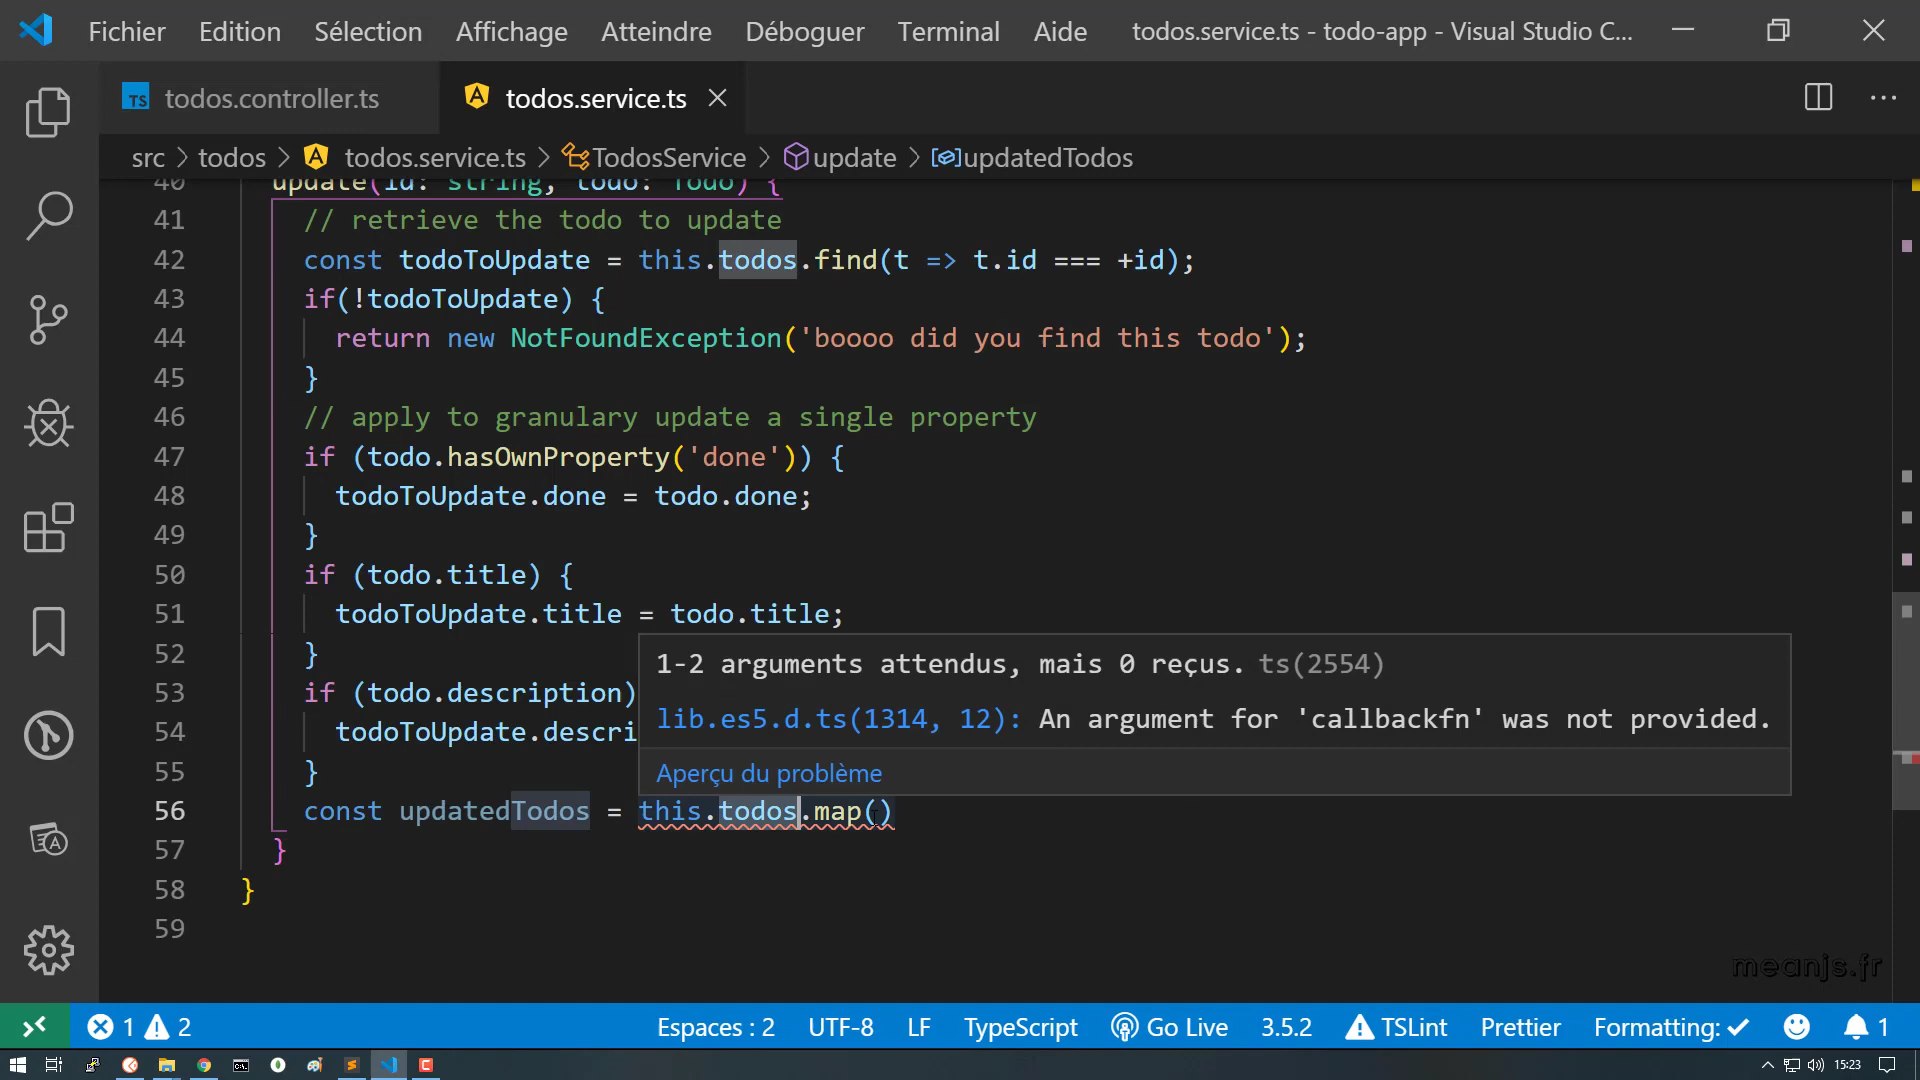 Fichier Edition Sélection Affichage Atteindre Déboguer Terminal Aide todos.service.ts - todo-app - Visual Studio C...
TS todos.controller.ts todos.service.ts
src > todos > todos.service.ts > TodosService > update > updatedTodos
40 update(id: string, todo: Todo) {
41 // retrieve the todo to update
42 const todoToUpdate = this.todos.find(t => t.id === +id);
43 if(!todoToUpdate) {
44 return new NotFoundException('boooo did you find this todo');
45 }
46 // apply to granulary update a single property
47 if (todo.hasOwnProperty('done')) {
48 todoToUpdate.done = todo.done;
49 }
50 if (todo.title) {
51 todoToUpdate.title = todo.title;
52 }
1-2 arguments attendus, mais 0 reçus. ts(2554)
53 if (todo.description)
lib.es5.d.ts(1314, 12): An argument for 'callbackfn' was not provided.
54 todoToUpdate.descri
55 }
Aperçu du problème
56 const updatedTodos = this.todos.map()
57 }
58 }
59
meanjs.fr
1 2 Espaces : 2 UTF-8 LF TypeScript Go Live 3.5.2 TSLint Prettier Formatting: 1
15:23